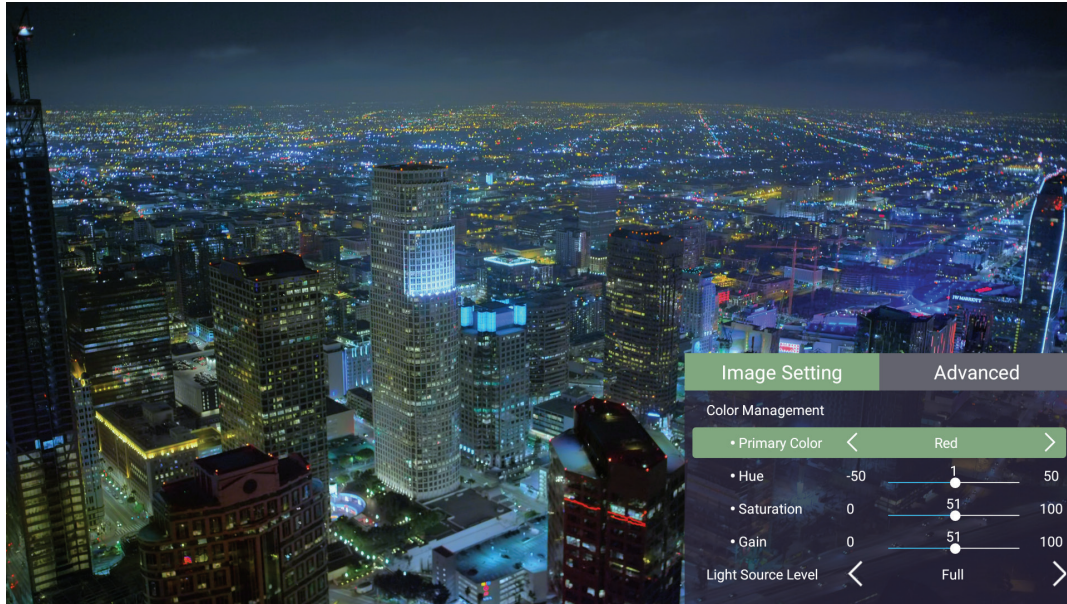 Image Setting Advanced
Color Management
• Primary Color Red
• Hue -50 1 50
• Saturation 0 51 100
• Gain 0 51 100
Light Source Level Full